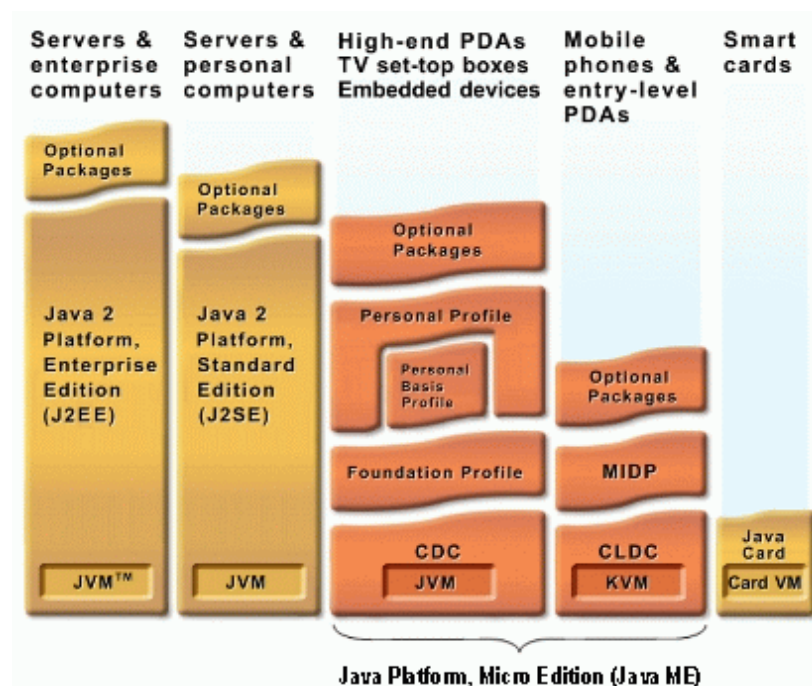 Servers &
enterprise
computers
Servers &
personal
computers
High-end PDAs
TV set-top boxes
Embedded devices
Mobile
phones &
entry-level
PDAs
Smart
cards
Optional
Packages
Java 2
Platform,
Enterprise
Edition
(J2EE)
JVM™
Optional
Packages
Java 2
Platform,
Standard
Edition
(J2SE)
JVM
Optional
Packages
Personal Profile
Personal
Basis
Profile
Foundation Profile
CDC
JVM
Optional
Packages
MIDP
CLDC
KVM
Java
Card
Card VM
Java Platform, Micro Edition (Java ME)